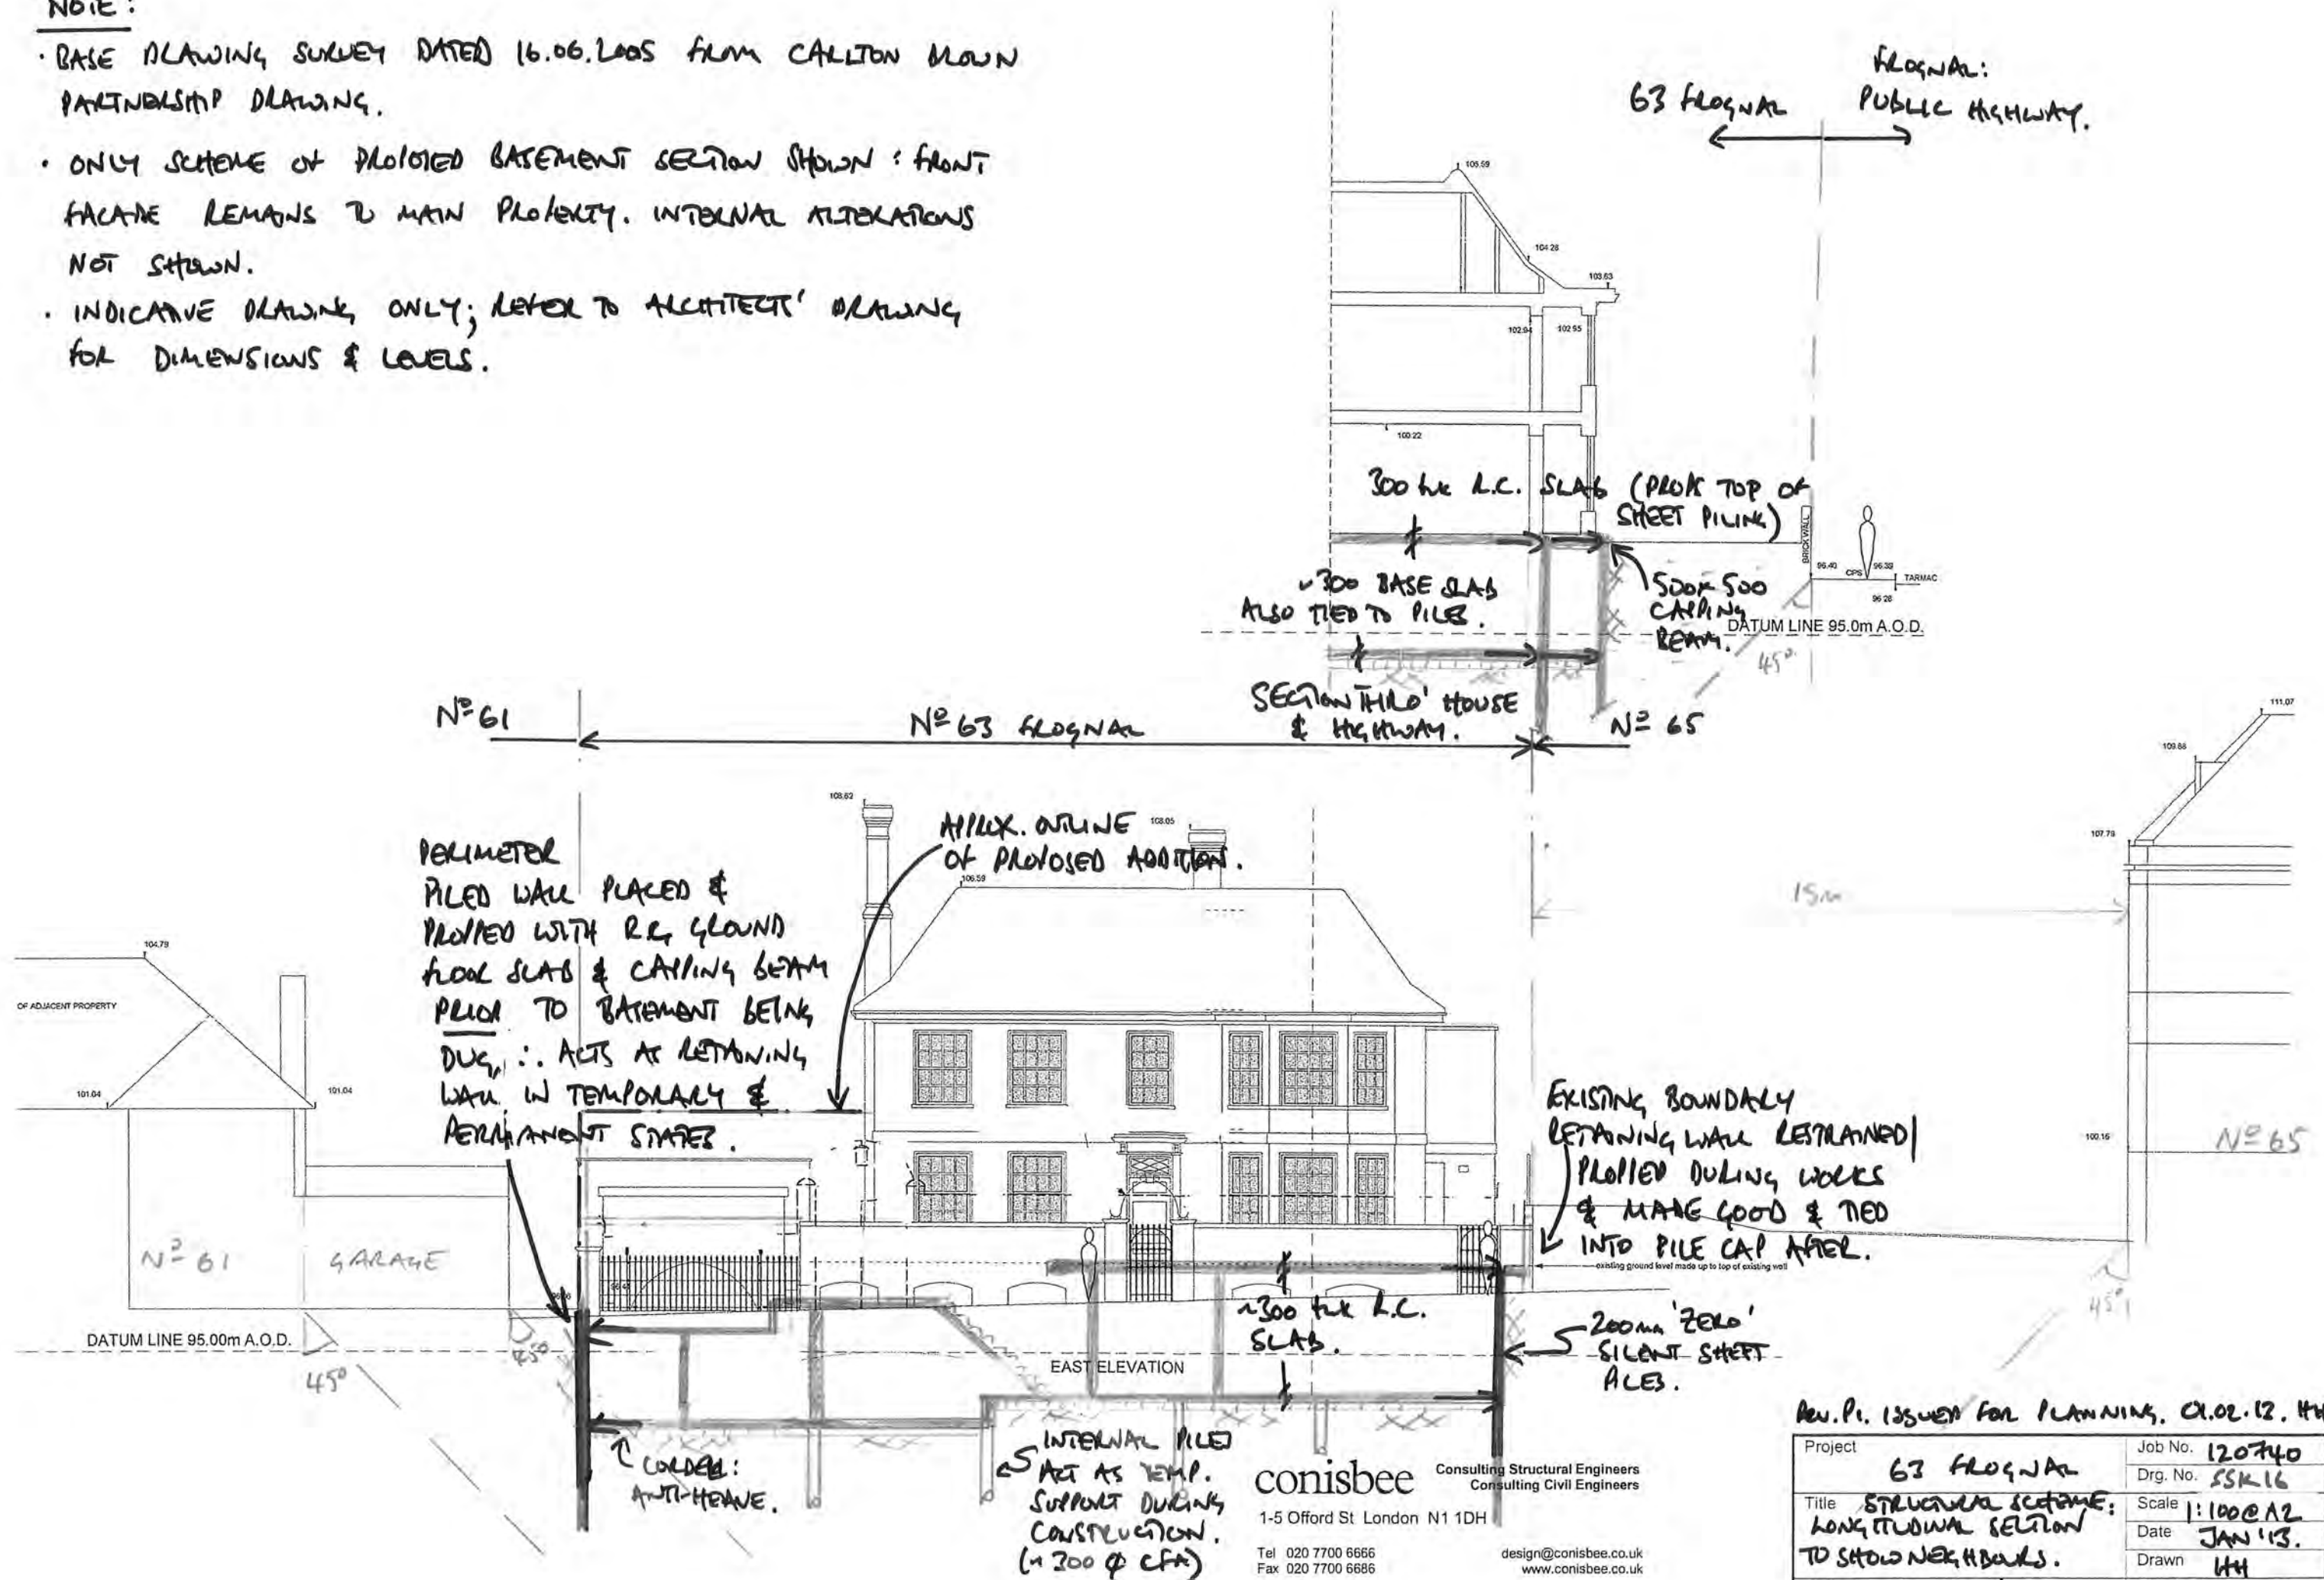 NOTE:
· BASE DRAWING SURVEY DATED 16.06.2005 FROM CARLTON BROWN
PARTNERSHIP DRAWING.
· ONLY SCHEME OF PROPOSED BASEMENT SECTION SHOWN : FRONT
FACADE REMAINS TO MAIN PROPERTY. INTERNAL ALTERATIONS
NOT SHOWN.
· INDICATIVE DRAWING ONLY; REFER TO ARCHITECTS' DRAWING
FOR DIMENSIONS & LEVELS.
63 FROGNAL
FROGNAL:
PUBLIC HIGHWAY.
105.59
104.28
103.63
102.94
102.55
100.22
300 thk R.C. SLAB (PROPS TOP OF
SHEET PILING)
BRICK WALL
96.40
CPS
96.39
TARMAC
96.28
~300 BASE SLAB
ALSO TIED TO PILES.
500x500
CAPPING
BEAM.
DATUM LINE 95.0m A.O.D.
45°
SECTION THRO' HOUSE
& HIGHWAY.
Nº 61
Nº 63 FROGNAL
Nº 65
111.07
109.88
107.79
100.16
108.62
108.05
106.59
APPROX. OUTLINE
OF PROPOSED ADDITION.
15m
PERIMETER
PILED WALL PLACED &
PROPPED WITH R.C. GROUND
FLOOR SLAB & CAPPING BEAM
PRIOR TO BASEMENT BEING
DUG, ∴ ACTS AS RETAINING
WALL IN TEMPORARY &
PERMANENT STATES.
104.79
OF ADJACENT PROPERTY
101.04
101.04
Nº 61
GARAGE
EXISTING BOUNDARY
RETAINING WALL RESTRAINED/
PROPPED DURING WORKS
& MADE GOOD & TIED
INTO PILE CAP AFTER.
existing ground level made up to top of existing wall
Nº 65
45°
DATUM LINE 95.00m A.O.D.
45°
45°
~300 thk R.C.
SLAB.
EAST ELEVATION
200mm 'ZERO'
SILENT SHEET
PILES.
CORDEK:
ANTI-HEAVE.
INTERNAL PILES
ACT AS TEMP.
SUPPORT DURING
CONSTRUCTION.
(~300 φ CFA)
conisbee
Consulting Structural Engineers
Consulting Civil Engineers
1-5 Offord St London N1 1DH
Tel 020 7700 6666
Fax 020 7700 6686
design@conisbee.co.uk
www.conisbee.co.uk
Rev. P1. ISSUED FOR PLANNING. 01.02.13. HH
Project
63 FROGNAL
Job No. 120740
Drg. No. SSK16
Title STRUCTURAL SCHEME:
LONGITUDINAL SECTION
TO SHOW NEIGHBOURS.
Scale 1:100@A2
Date JAN '13.
Drawn HH